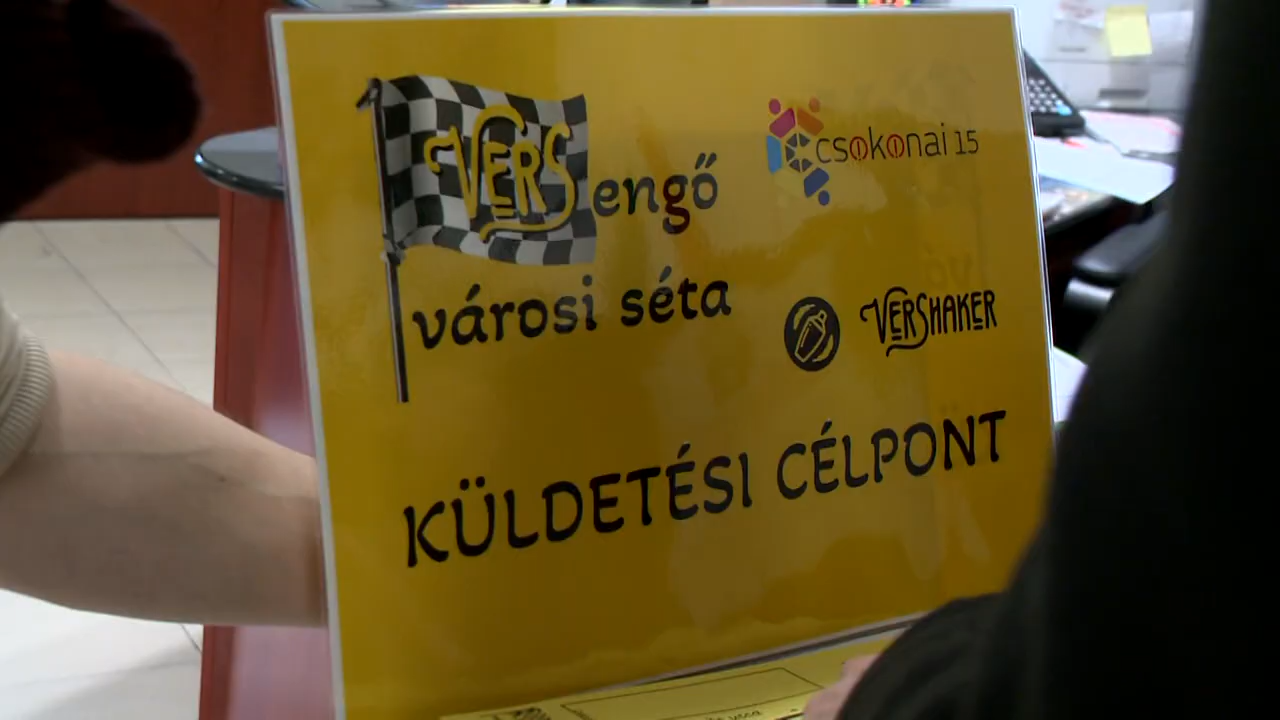 VERSengő
városi séta
csokonai 15
VERSHAKER
KÜLDETÉSI CÉLPONT